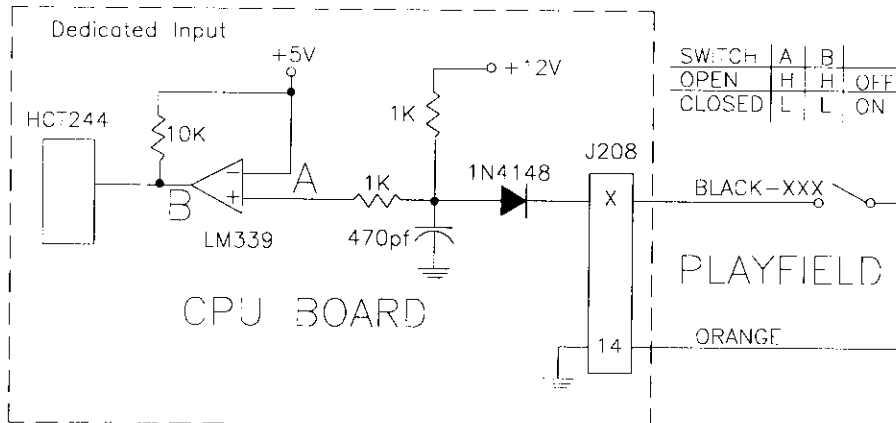 Dedicated Input
+5V
+12V
SWITCH A B
OPEN H H OFF
CLOSED L L ON
HCT244
10K
1K
J208
A
1K
1N4148
X
BLACK-XXX
B
LM339
470pf
PLAYFIELD
CPU BOARD
14
ORANGE